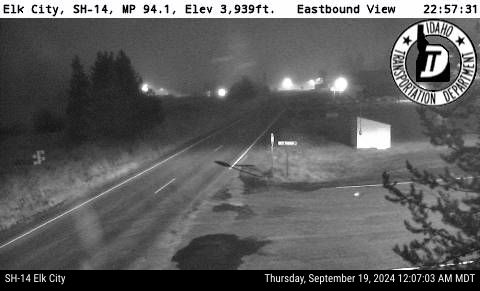 Elk City, SH-14, MP 94.1, Elev 3,939ft. Eastbound View 22:57:31
IDAHO
TRANSPORTATION DEPARTMENT
SH-14 Elk City Thursday, September 19, 2024 12:07:03 AM MDT